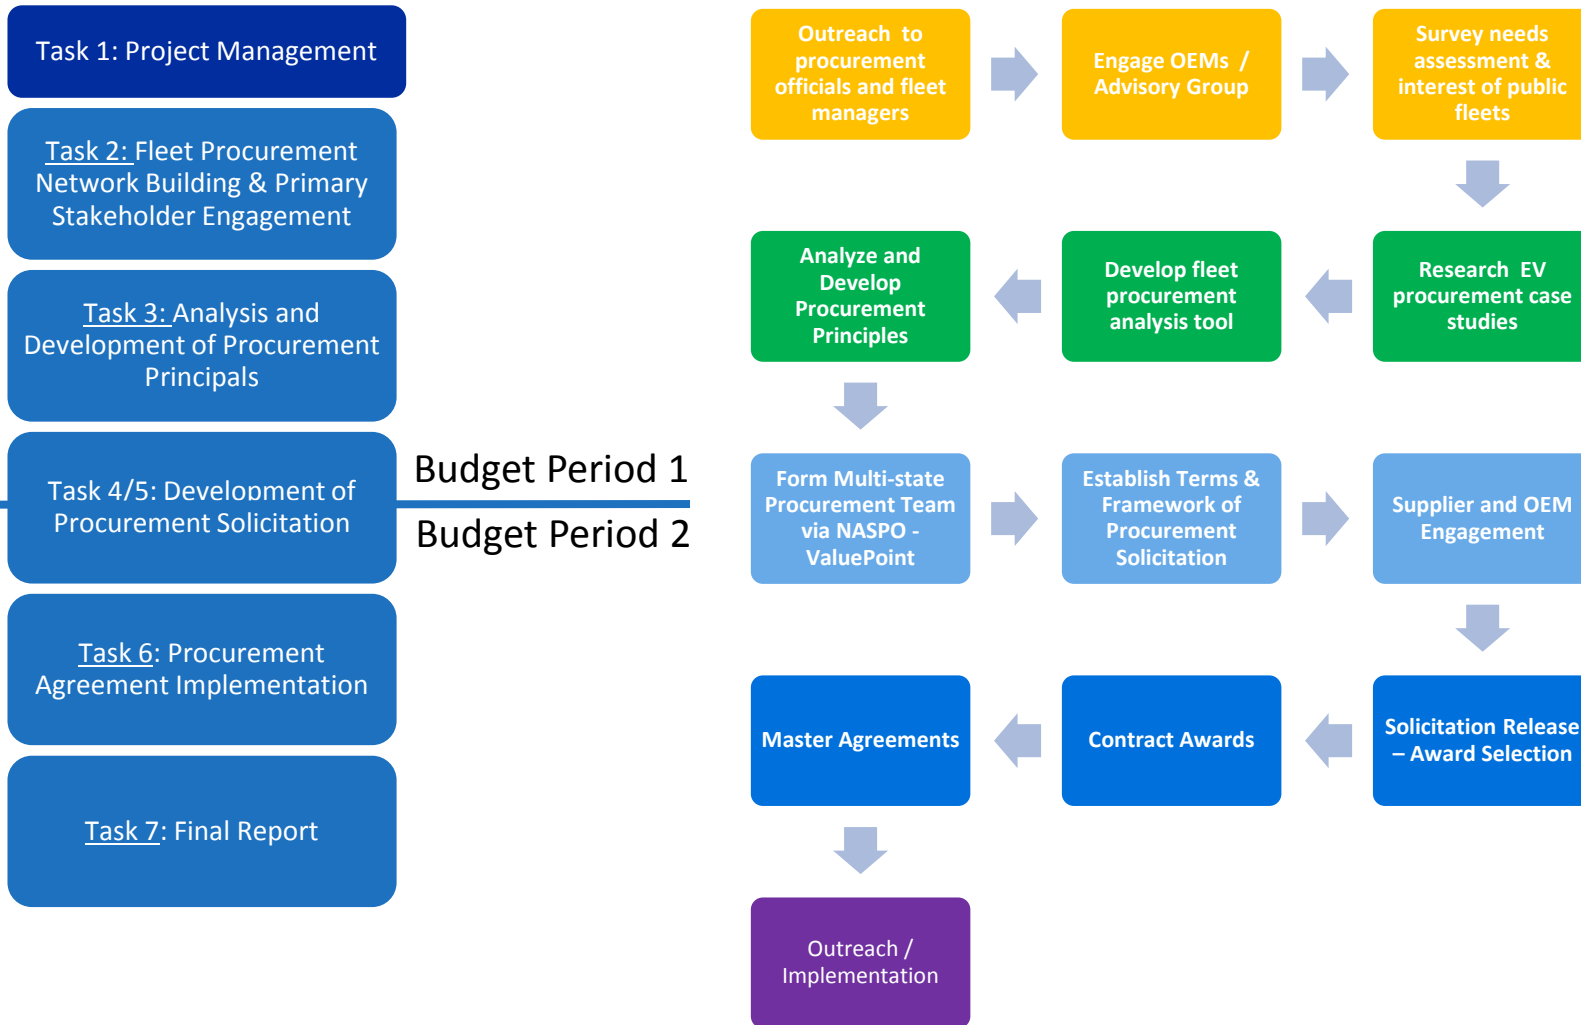 Task 1: Project Management
Task 2: Fleet Procurement
Network Building & Primary
Stakeholder Engagement
Task 3: Analysis and
Development of Procurement
Principals
Task 4/5: Development of
Procurement Solicitation
Task 6: Procurement
Agreement Implementation
Task 7: Final Report
Budget Period 1
Budget Period 2
Outreach to
procurement
officials and fleet
managers
Engage OEMs /
Advisory Group
Survey needs
assessment &
interest of public
fleets
Research EV
procurement case
studies
Develop fleet
procurement
analysis tool
Analyze and
Develop
Procurement
Principles
Form Multi-state
Procurement Team
via NASPO -
ValuePoint
Establish Terms &
Framework of
Procurement
Solicitation
Supplier and OEM
Engagement
Solicitation Release
– Award Selection
Contract Awards
Master Agreements
Outreach /
Implementation